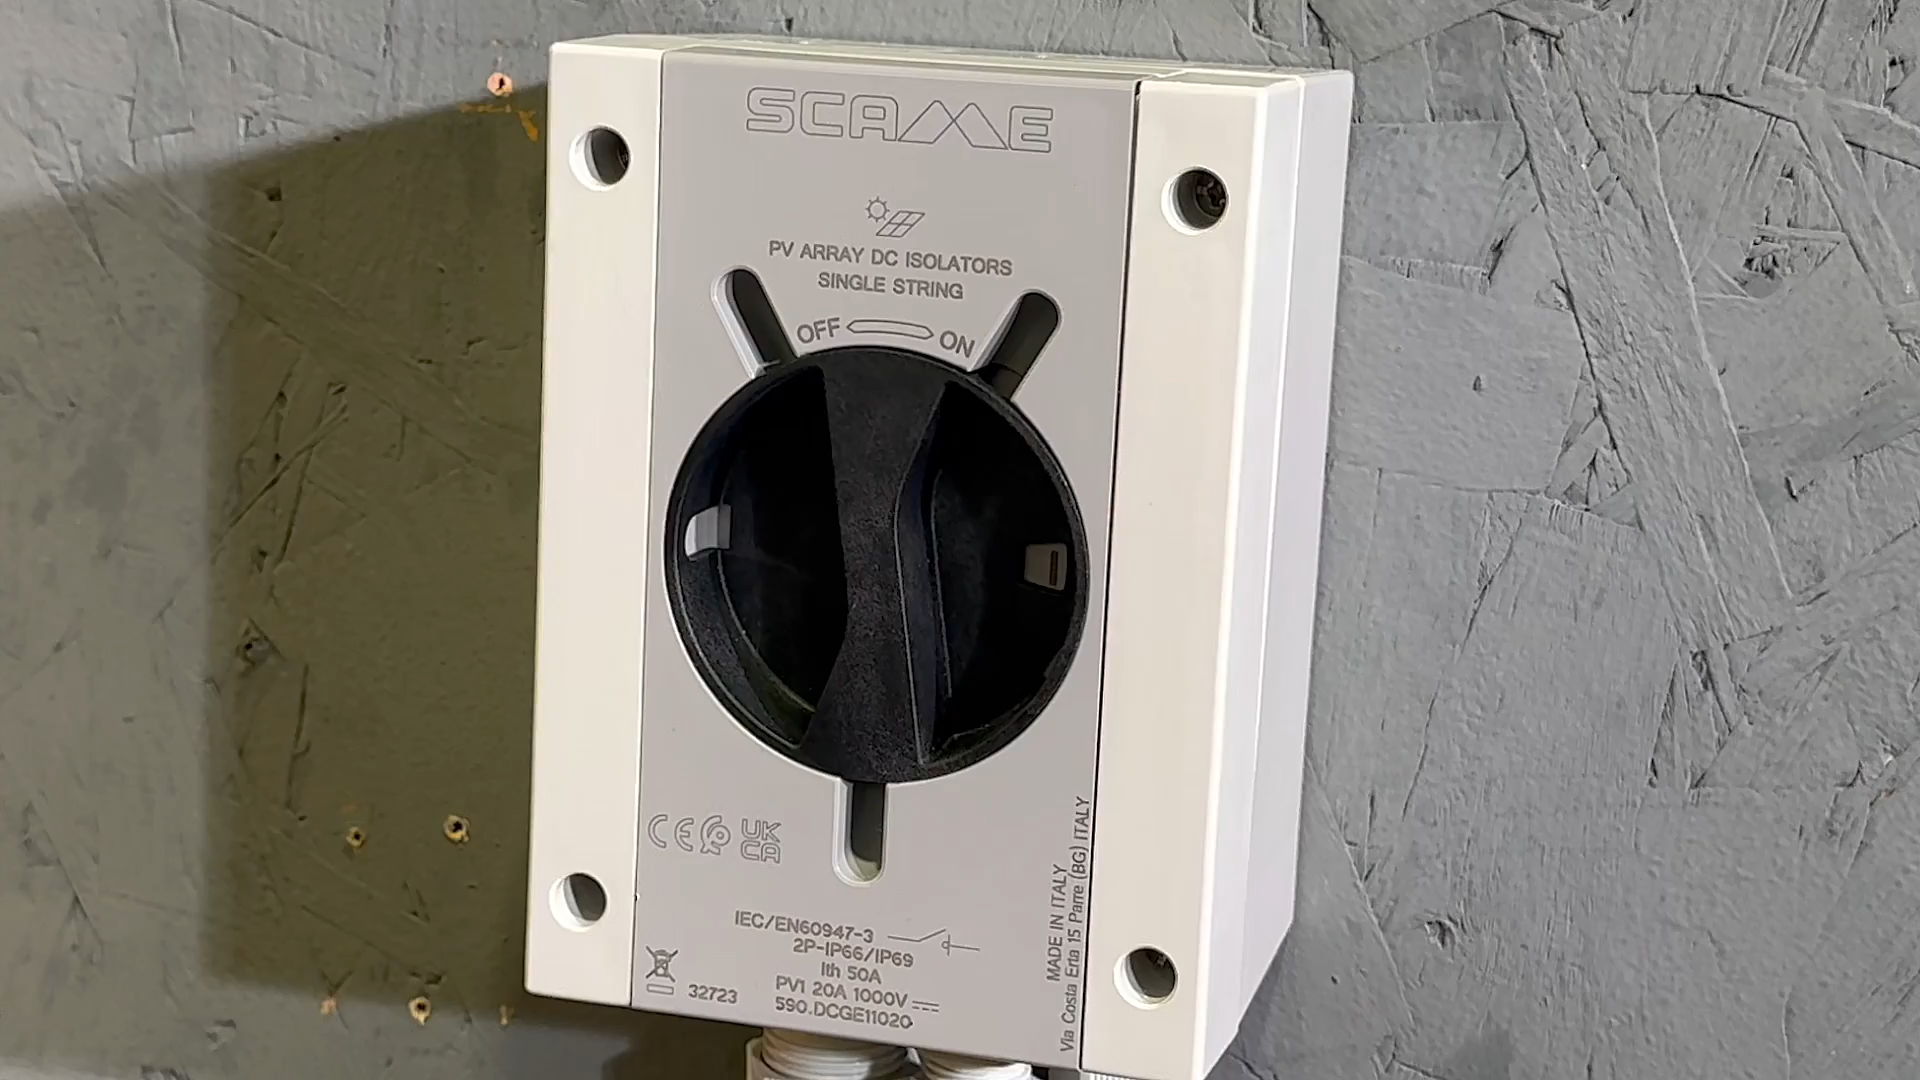 SCAME
PV ARRAY DC ISOLATORS
SINGLE STRING
OFF ON
CE UK
CA
IEC/EN60947-3
2P-IP66/IP69
Ith 50A
PV1 20A 1000V
590.DCGE11020
32723
MADE IN ITALY
Via Costa Erta 15 Parre (BG) ITALY